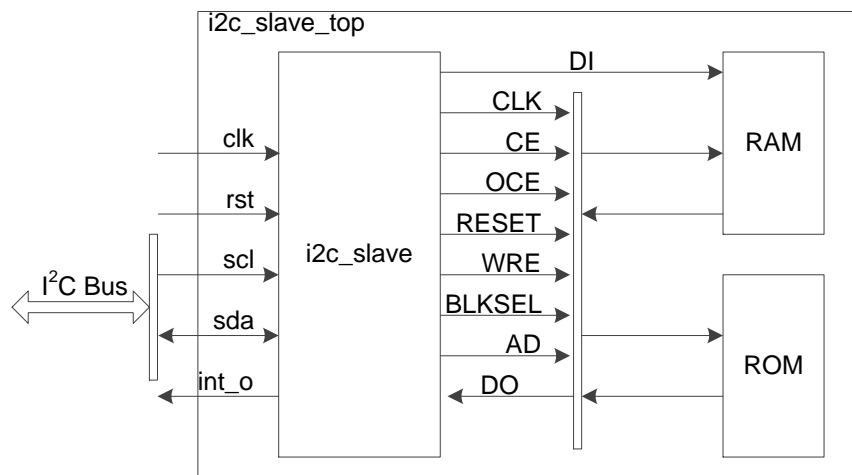 i2c_slave_top
DI
CLK
clk
CE
RAM
OCE
rst
RESET
i2c_slave
scl
WRE
I²C Bus
BLKSEL
sda
AD
ROM
int_o
DO